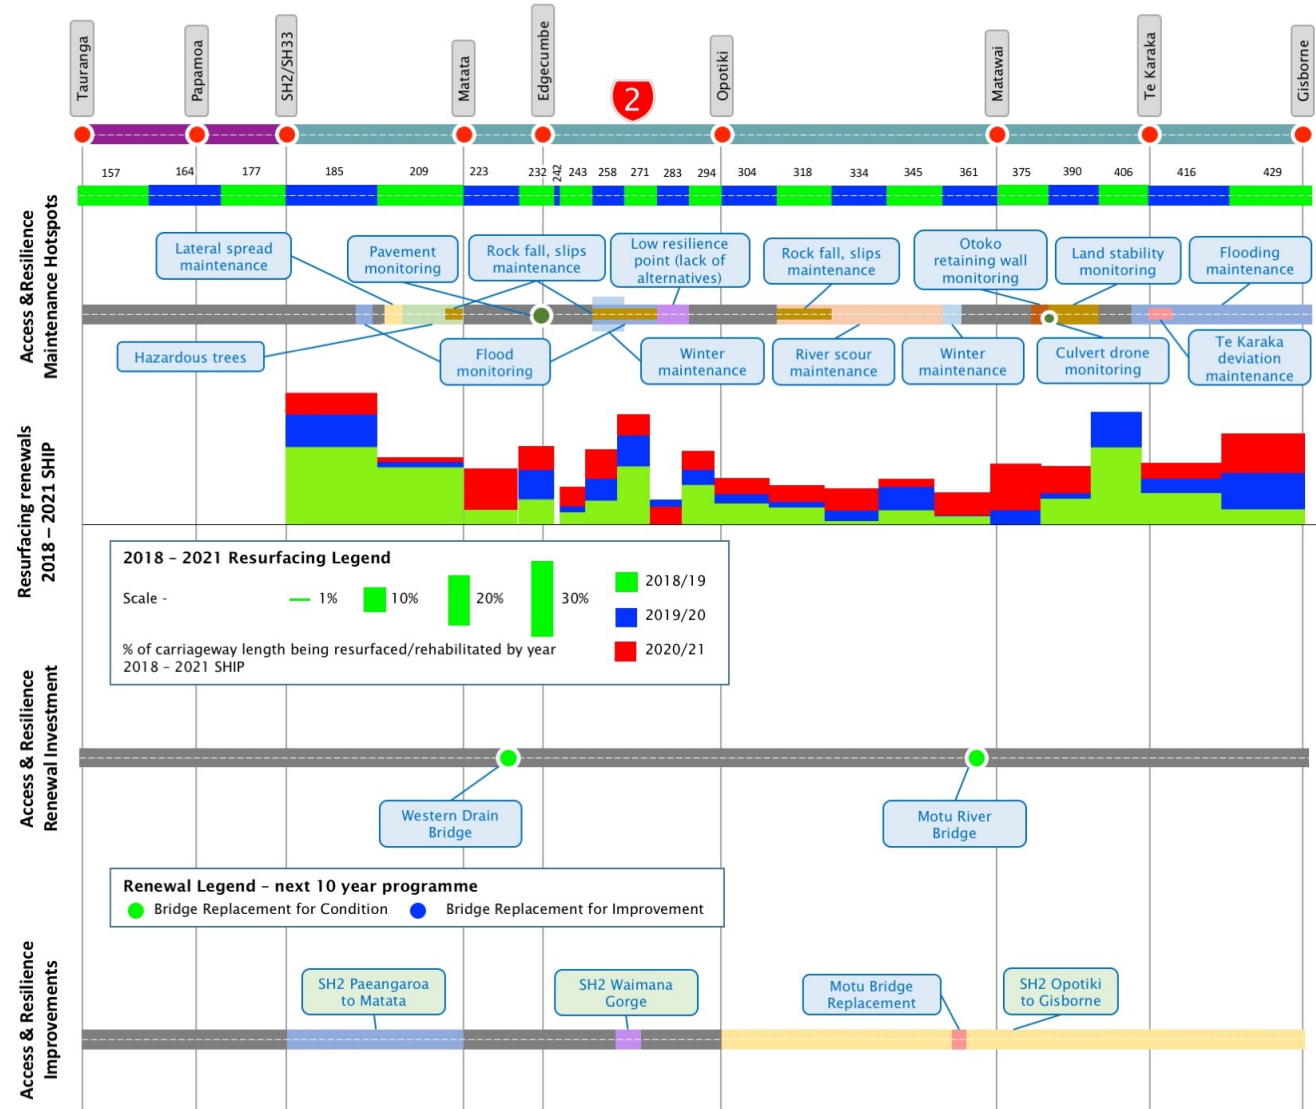 Tauranga
Papamoa
SH2/SH33
Matata
Edgecumbe
2
Opotiki
Matawai
Te Karaka
Gisborne
157
164
177
185
209
223
232
242
243
258
271
283
294
304
318
334
345
361
375
390
406
416
429
Access &Resilience
Maintenance Hotspots
Lateral spread
maintenance
Pavement
monitoring
Rock fall, slips
maintenance
Low resilience
point (lack of
alternatives)
Rock fall, slips
maintenance
Otoko
retaining wall
monitoring
Land stability
monitoring
Flooding
maintenance
Hazardous trees
Flood
monitoring
Winter
maintenance
River scour
maintenance
Winter
maintenance
Culvert drone
monitoring
Te Karaka
deviation
maintenance
Resurfacing renewals
2018 – 2021 SHIP
2018 – 2021 Resurfacing Legend
Scale -
1%
10%
20%
30%
2018/19
2019/20
2020/21
% of carriageway length being resurfaced/rehabilitated by year
2018 – 2021 SHIP
Access & Resilience
Renewal Investment
Western Drain
Bridge
Motu River
Bridge
Renewal Legend – next 10 year programme
Bridge Replacement for Condition
Bridge Replacement for Improvement
Access & Resilience
Improvements
SH2 Paeangaroa
to Matata
SH2 Waimana
Gorge
Motu Bridge
Replacement
SH2 Opotiki
to Gisborne